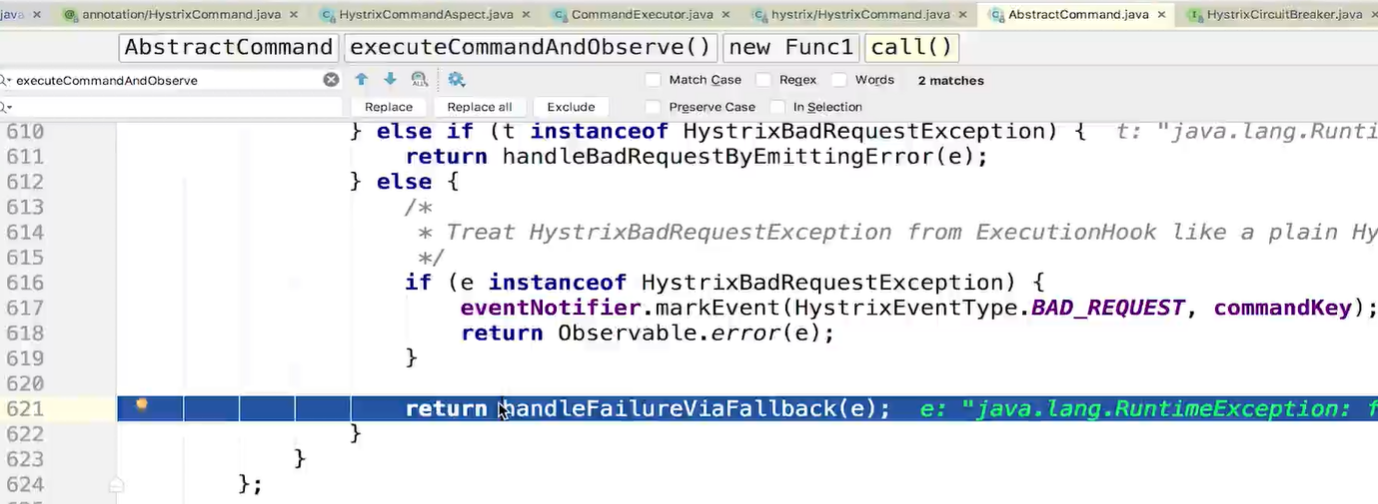 java
annotation/HystrixCommand.java
HystrixCommandAspect.java
CommandExecutor.java
hystrix/HystrixCommand.java
AbstractCommand.java
HystrixCircuitBreaker.java
AbstractCommand executeCommandAndObserve() new Func1 call()
executeCommandAndObserve Match Case Regex Words 2 matches
Replace Replace all Exclude Preserve Case In Selection
610 } else if (t instanceof HystrixBadRequestException) { t: "java.lang.Runti
611 return handleBadRequestByEmittingError(e);
612 } else {
613 /*
614 * Treat HystrixBadRequestException from ExecutionHook like a plain Hy
615 */
616 if (e instanceof HystrixBadRequestException) {
617 eventNotifier.markEvent(HystrixEventType.BAD_REQUEST, commandKey);
618 return Observable.error(e);
619 }
620
621 return handleFailureViaFallback(e); e: "java.lang.RuntimeException: f
622 }
623 }
624 };